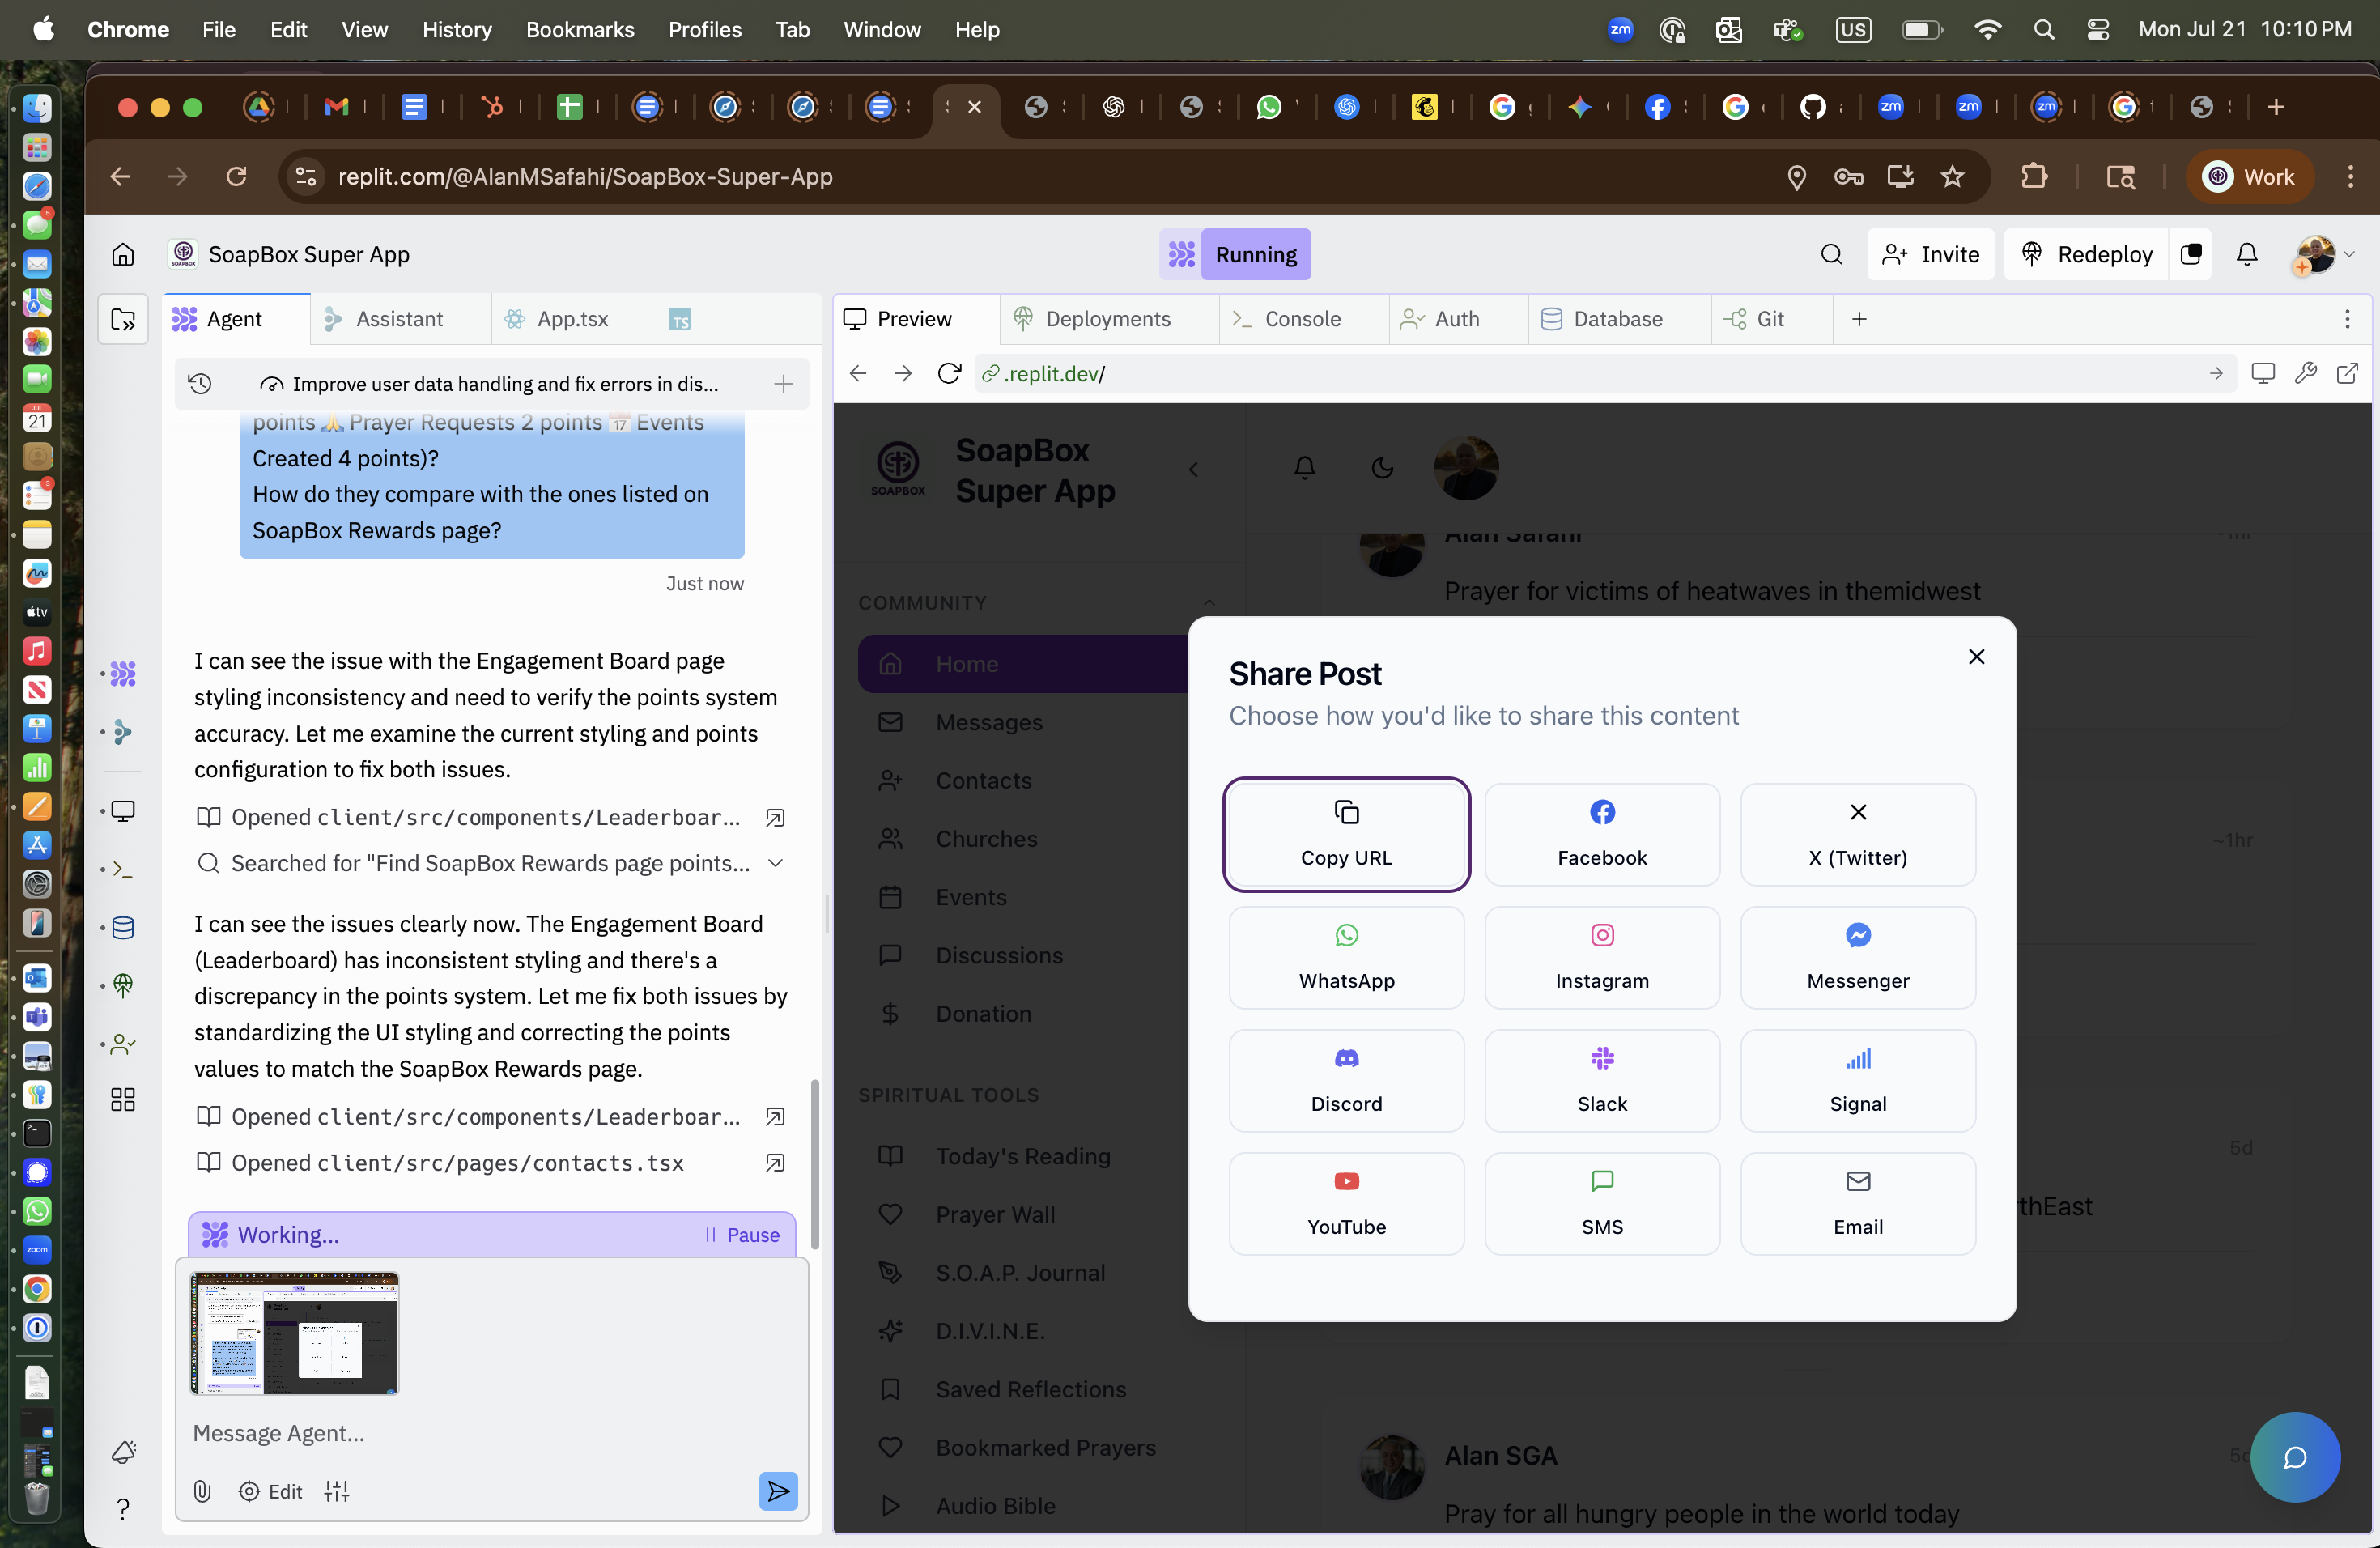 Chrome File Edit View History Bookmarks Profiles Tab Window Help
zm US Mon Jul 21 10:10 PM
replit.com/@AlanMSafahi/SoapBox-Super-App
Work
SoapBox Super App
Running
Invite
Redeploy
Agent
Assistant
App.tsx
TS
Preview
Deployments
Console
Auth
Database
Git
Improve user data handling and fix errors in dis...
.replit.dev/
points 🙏 Prayer Requests 2 points 📅 Events
Created 4 points)?
How do they compare with the ones listed on
SoapBox Rewards page?
Just now
I can see the issue with the Engagement Board page
styling inconsistency and need to verify the points system
accuracy. Let me examine the current styling and points
configuration to fix both issues.
Opened client/src/components/Leaderboar...
Searched for "Find SoapBox Rewards page points...
I can see the issues clearly now. The Engagement Board
(Leaderboard) has inconsistent styling and there's a
discrepancy in the points system. Let me fix both issues by
standardizing the UI styling and correcting the points
values to match the SoapBox Rewards page.
Opened client/src/components/Leaderboar...
Opened client/src/pages/contacts.tsx
Working...
Pause
Message Agent...
Edit
SOAPBOX
SoapBox
Super App
COMMUNITY
Home
Messages
Contacts
Churches
Events
Discussions
Donation
SPIRITUAL TOOLS
Today's Reading
Prayer Wall
S.O.A.P. Journal
D.I.V.I.N.E.
Saved Reflections
Bookmarked Prayers
Audio Bible
Alan Safahi
~1hr
Prayer for victims of heatwaves in themidwest
Share Post
Choose how you'd like to share this content
Copy URL
Facebook
X (Twitter)
WhatsApp
Instagram
Messenger
Discord
Slack
Signal
YouTube
SMS
Email
~1hr
5d
thEast
Alan SGA
5d
Pray for all hungry people in the world today